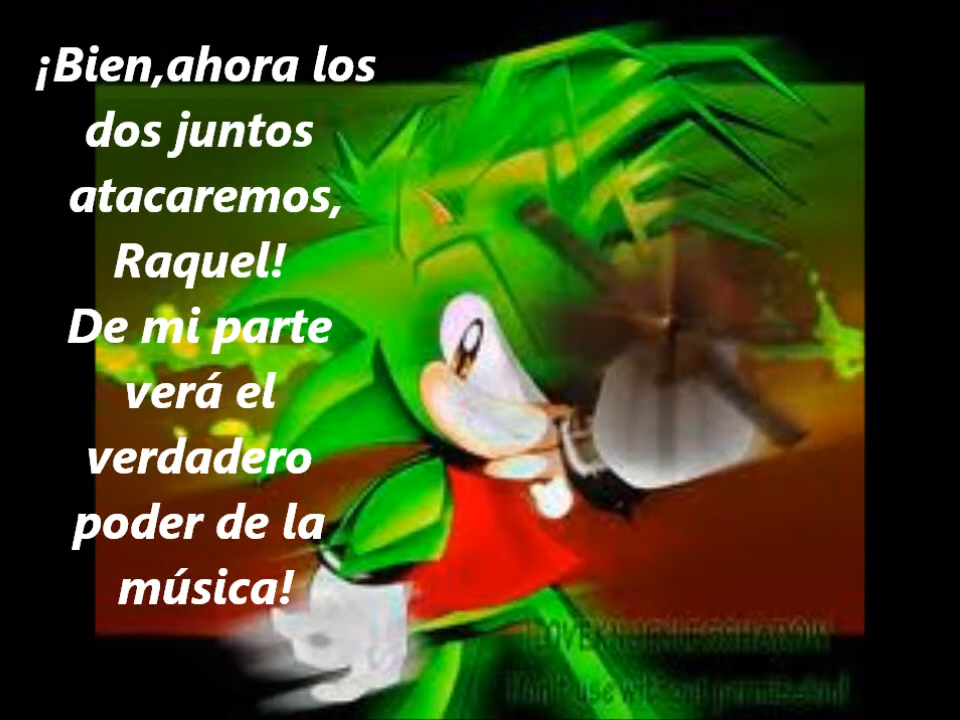 ¡Bien,ahora los
dos juntos
atacaremos,
Raquel!
De mi parte
verá el
verdadero
poder de la
música!